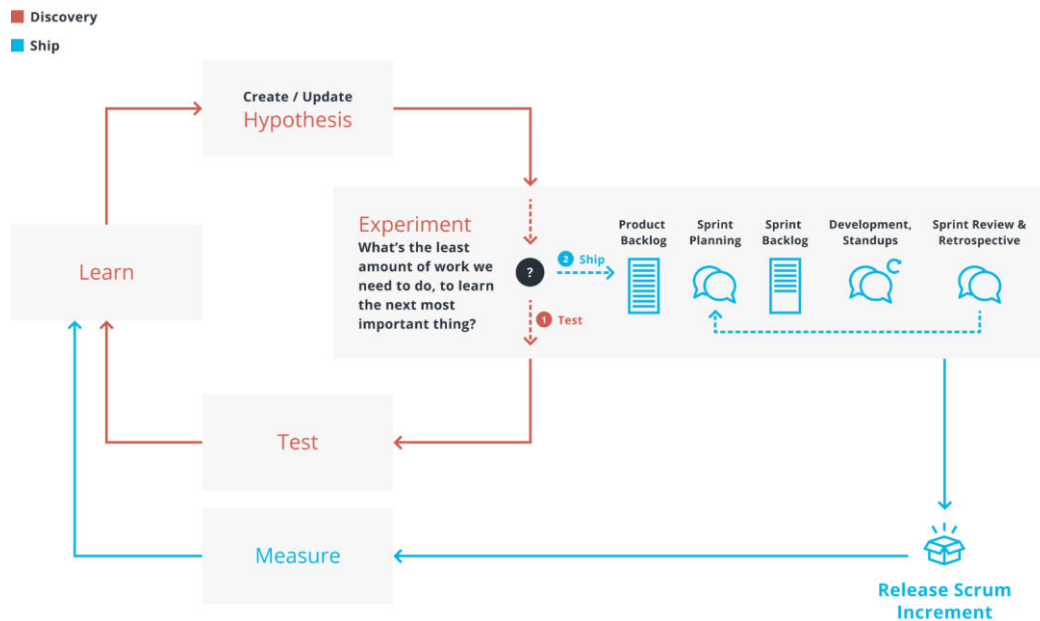 Discovery
Ship
Create / Update
Hypothesis
Experiment
What's the least
amount of work we
need to do, to learn
the next most
important thing?
?
2 Ship
1 Test
Product
Backlog
Sprint
Planning
Sprint
Backlog
Development,
Standups
Sprint Review &
Retrospective
Learn
Test
Measure
Release Scrum
Increment